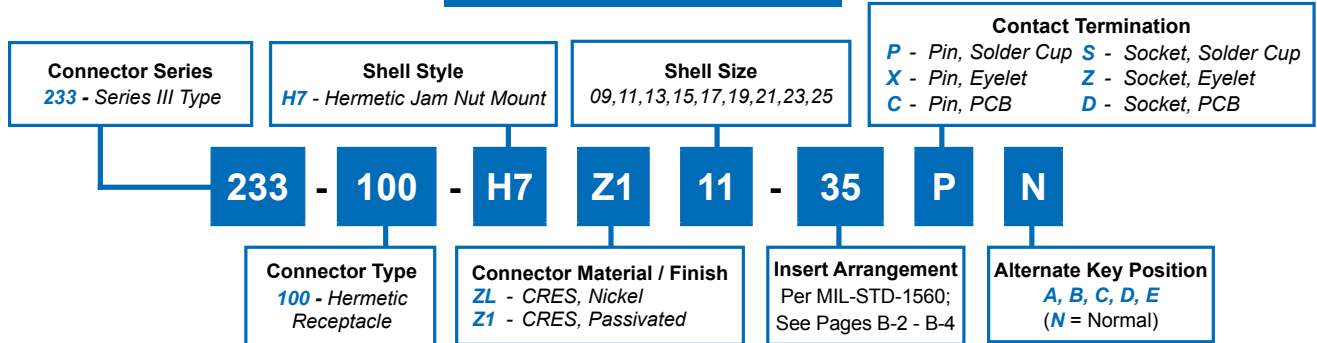 Connector Series
233 - Series III Type
Shell Style
H7 - Hermetic Jam Nut Mount
Shell Size
09,11,13,15,17,19,21,23,25
Contact Termination
P - Pin, Solder Cup S - Socket, Solder Cup
X - Pin, Eyelet Z - Socket, Eyelet
C - Pin, PCB D - Socket, PCB
233 - 100 - H7 Z1 11 - 35 P N
Connector Type
100 - Hermetic
Receptacle
Connector Material / Finish
ZL - CRES, Nickel
Z1 - CRES, Passivated
Insert Arrangement
Per MIL-STD-1560;
See Pages B-2 - B-4
Alternate Key Position
A, B, C, D, E
(N = Normal)